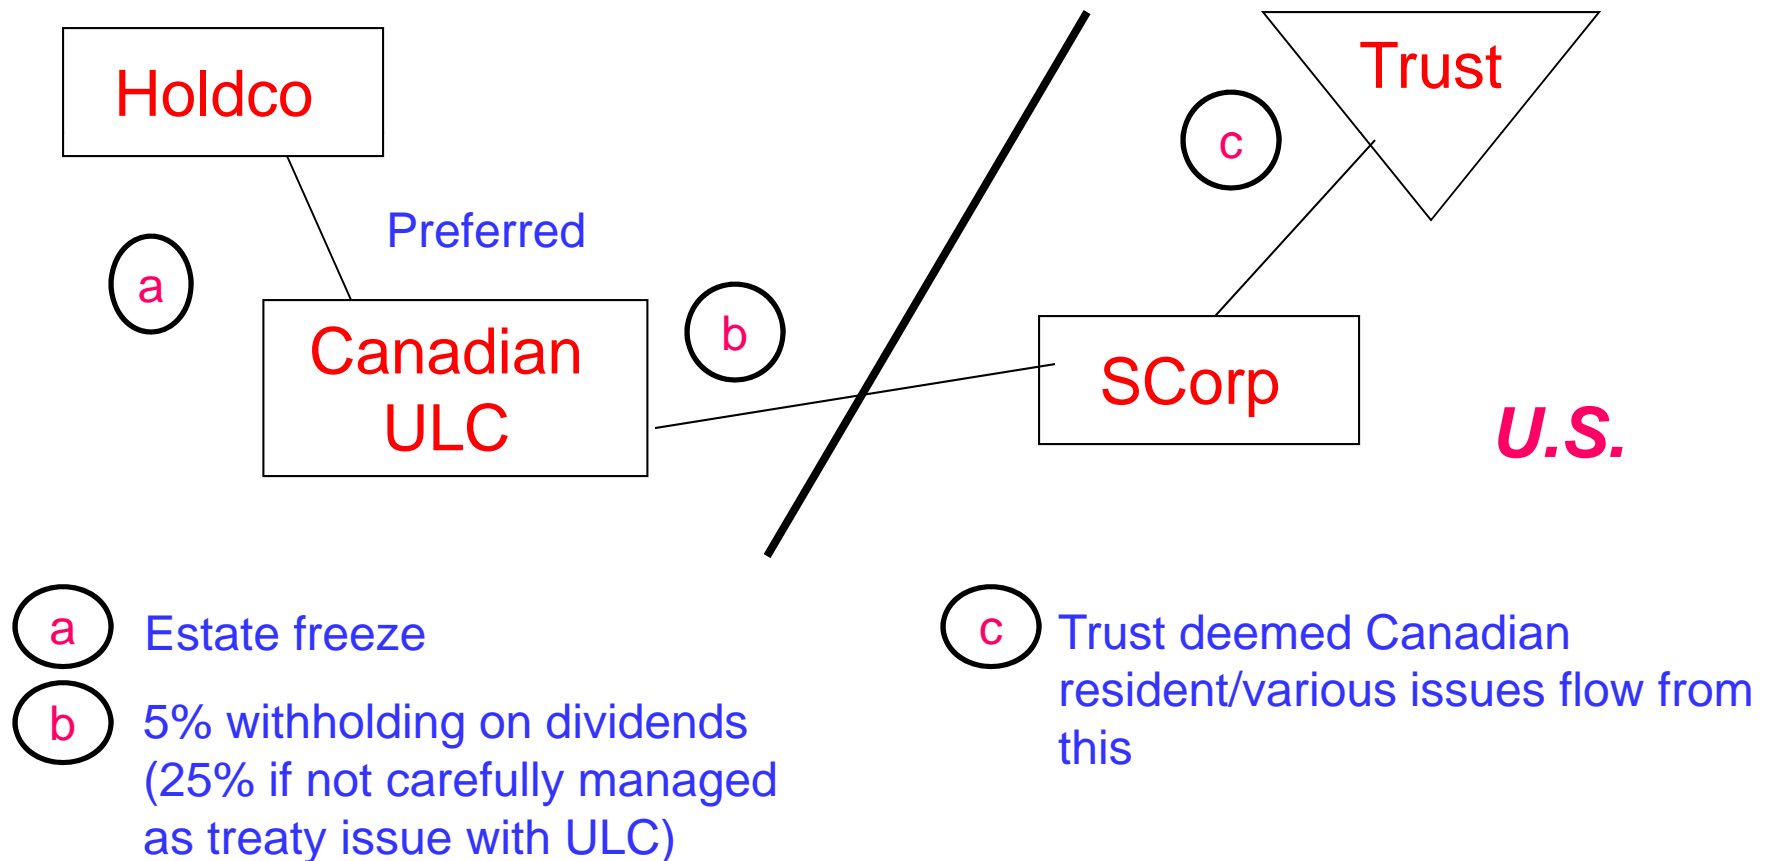 Holdco
Trust
c
Preferred
a
b
Canadian
ULC
SCorp
U.S.
a
Estate freeze
b
5% withholding on dividends
(25% if not carefully managed
as treaty issue with ULC)
c
Trust deemed Canadian
resident/various issues flow from
this